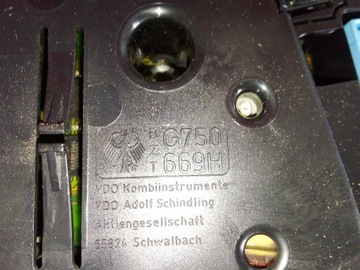 B G750
Z
T 669H
VDO Kombiinstrumente
VDO Adolf Schindling
Aktiengesellschaft
65824 Schwalbach